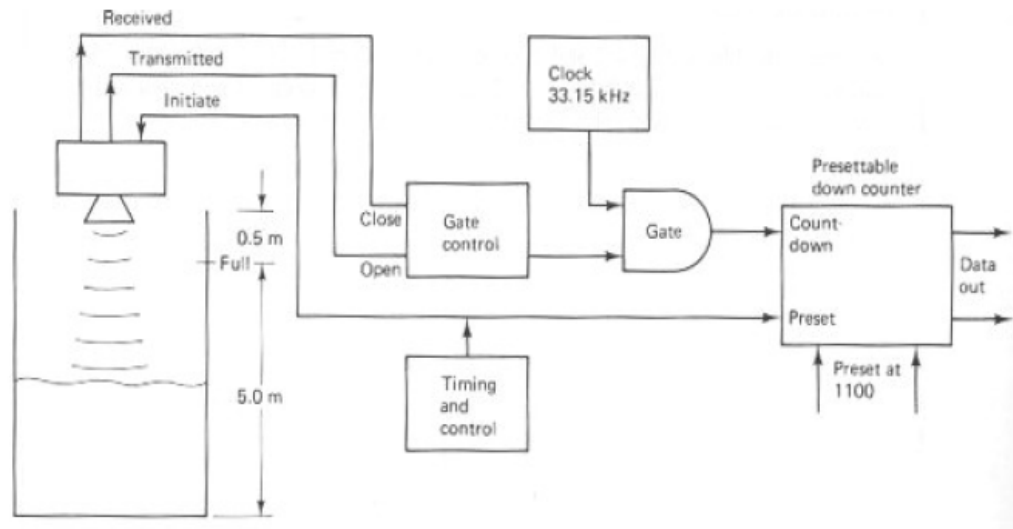 Received
Transmitted
Initiate
Clock
33.15 kHz
Presettable
down counter
Close
Open
Gate
control
Gate
Count-
down
Data
out
Preset
Preset at
1100
0.5 m
Full
5.0 m
Timing
and
control